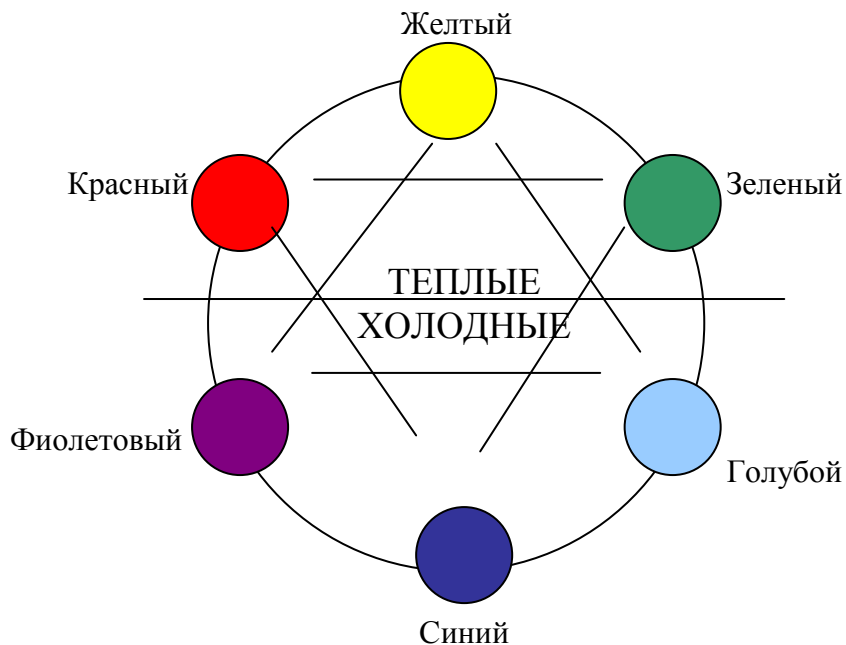 Желтый
Красный
Зеленый
ТЕПЛЫЕ
ХОЛОДНЫЕ
Фиолетовый
Голубой
Синий